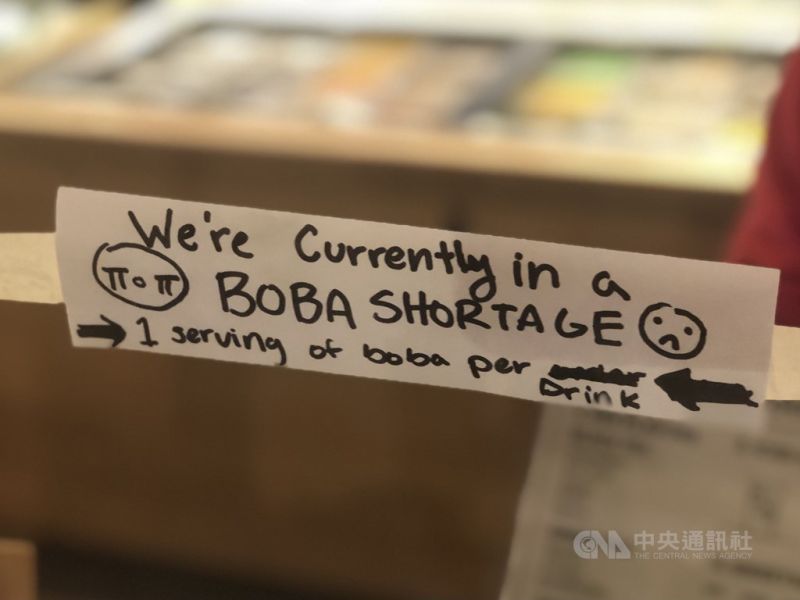 We're Currently in a
BOBA SHORTAGE
1 serving of boba per
Drink
CNA 中央通訊社
THE CENTRAL NEWS AGENCY